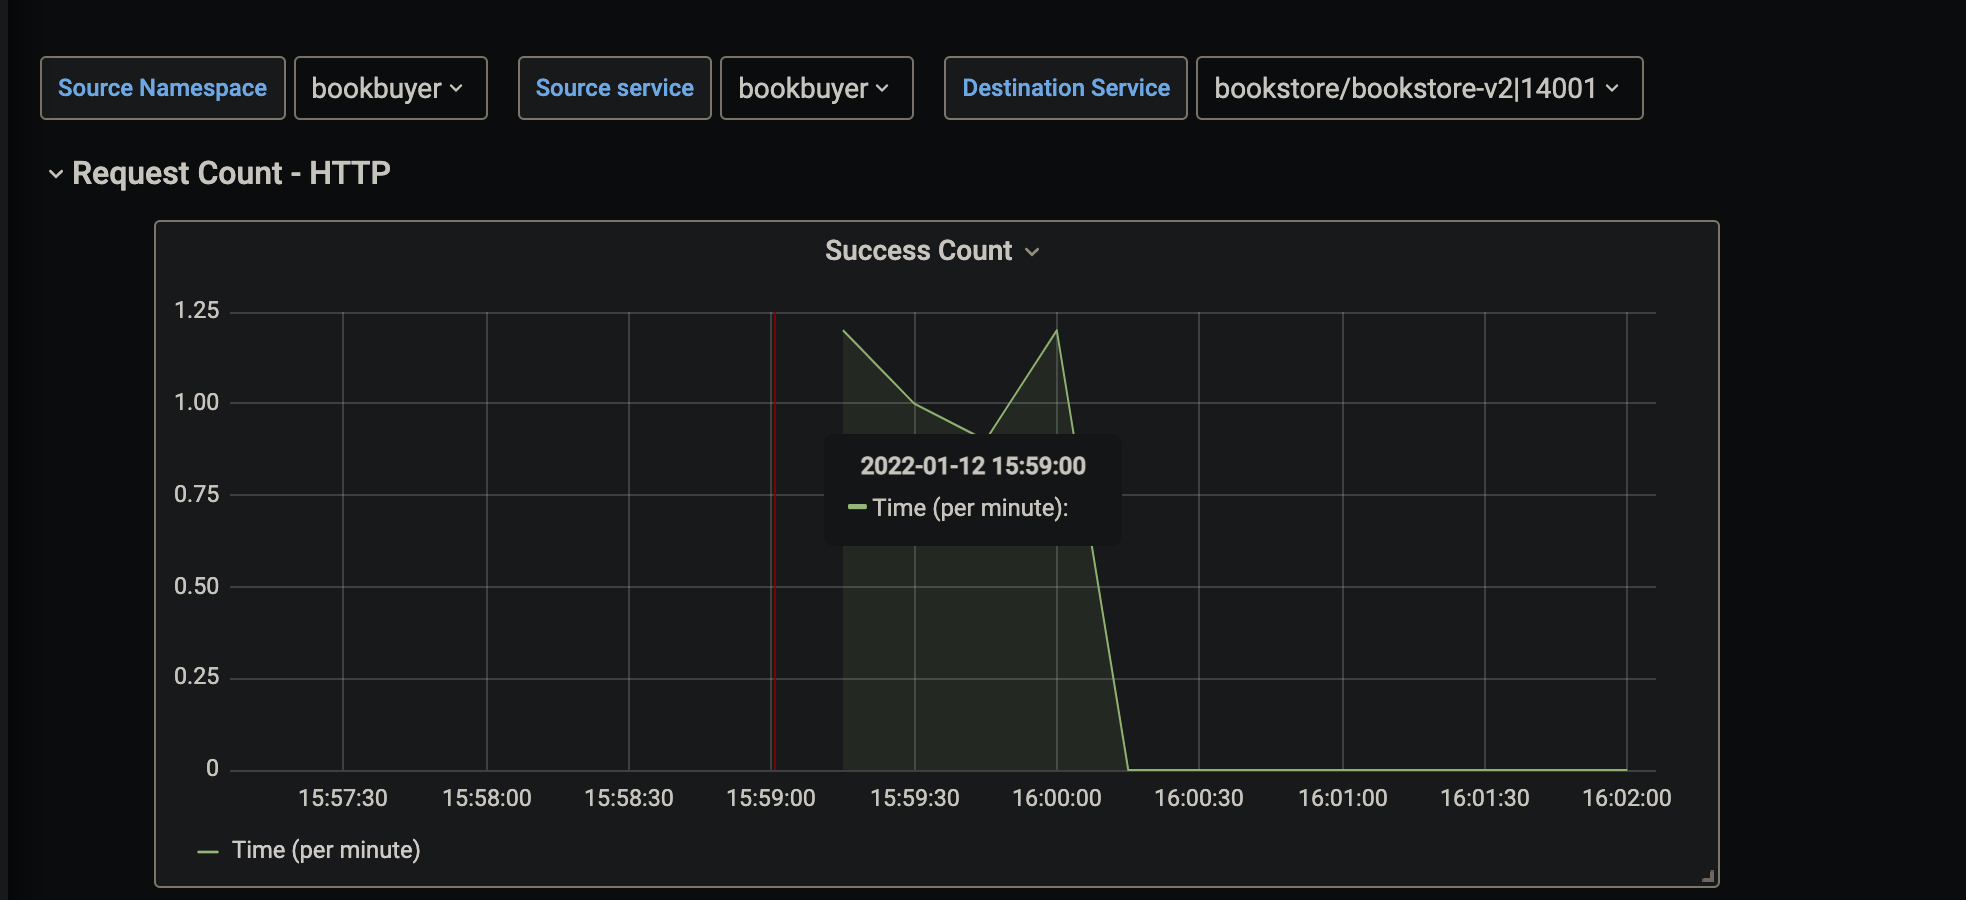 Source Namespace bookbuyer Source service bookbuyer Destination Service bookstore/bookstore-v2|14001
Request Count - HTTP
Success Count
1.25
1.00
0.75
0.50
0.25
0
2022-01-12 15:59:00
Time (per minute):
15:57:30 15:58:00 15:58:30 15:59:00 15:59:30 16:00:00 16:00:30 16:01:00 16:01:30 16:02:00
Time (per minute)